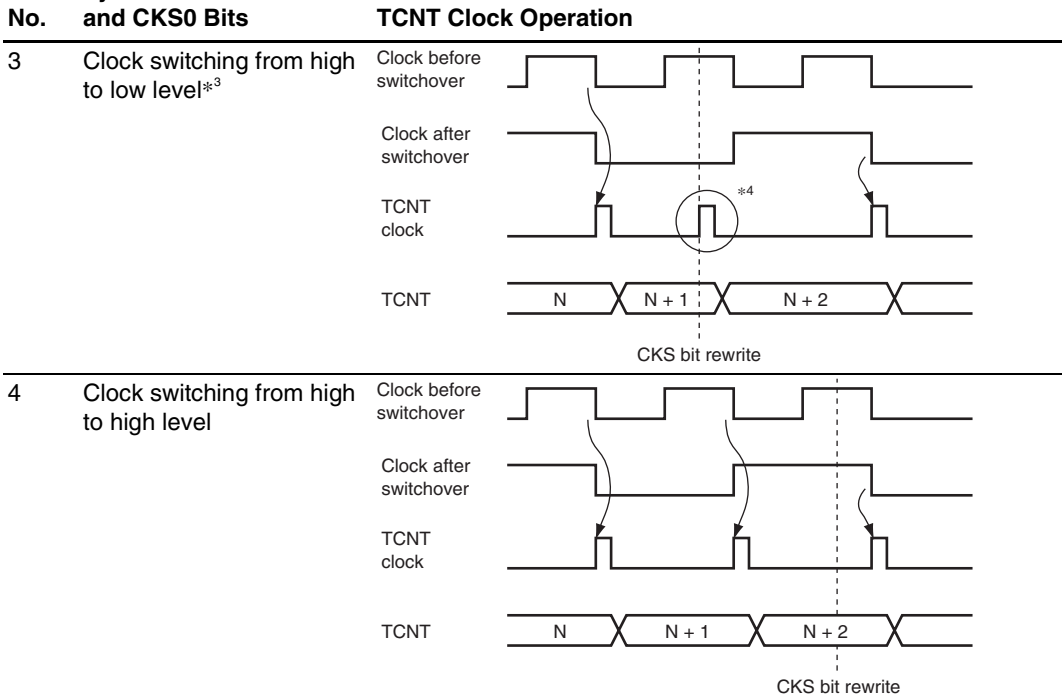 No. and CKS0 Bits TCNT Clock Operation
3 Clock switching from high to low level*3
Clock before switchover
Clock after switchover
TCNT clock
*4
TCNT N N + 1 N + 2
CKS bit rewrite
4 Clock switching from high to high level
Clock before switchover
Clock after switchover
TCNT clock
TCNT N N + 1 N + 2
CKS bit rewrite